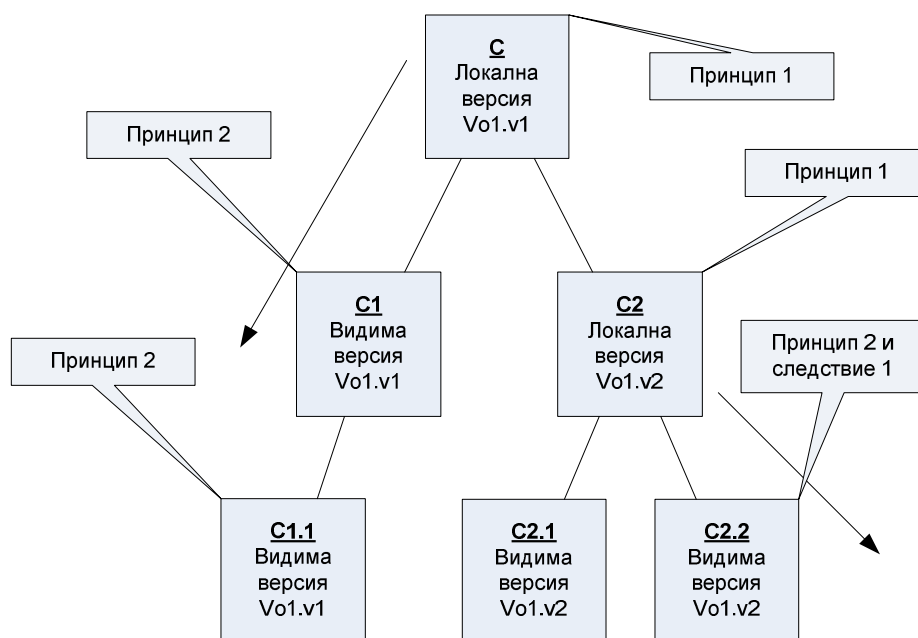 C
Локална
версия
Vo1.v1
Принцип 1
Принцип 2
Принцип 1
C1
Видима
версия
Vo1.v1
C2
Локална
версия
Vo1.v2
Принцип 2
Принцип 2 и
следствие 1
C1.1
Видима
версия
Vo1.v1
C2.1
Видима
версия
Vo1.v2
C2.2
Видима
версия
Vo1.v2